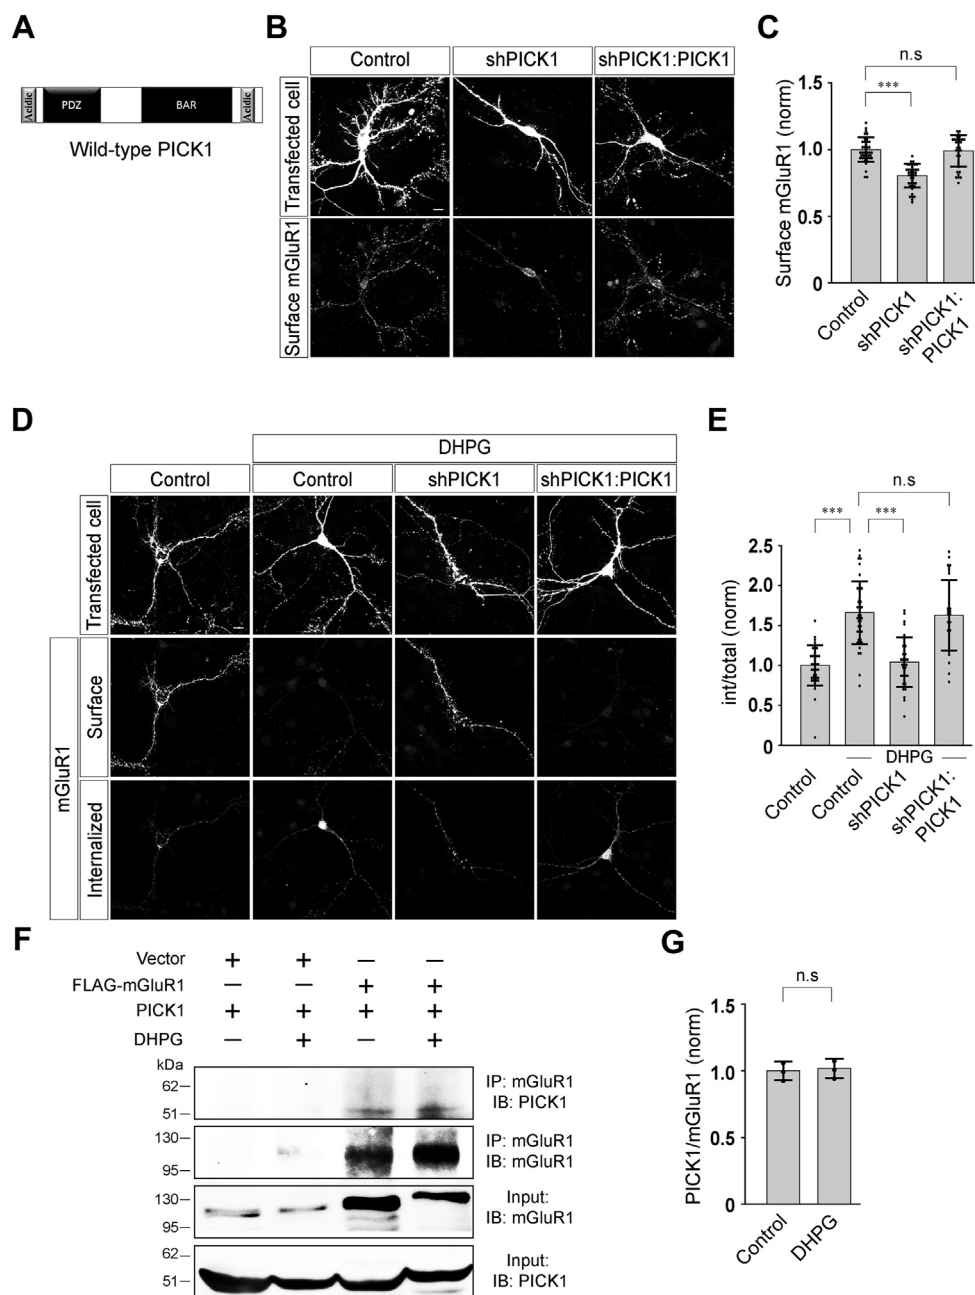 A
Acidic
PDZ
BAR
Acidic
Wild-type PICK1
B
Control
shPICK1
shPICK1:PICK1
Transfected cell
Surface mGluR1
C
n.s
***
Surface mGluR1 (norm)
1.5
1.0
0.5
0
Control
shPICK1
shPICK1:
PICK1
D
DHPG
Control
Control
shPICK1
shPICK1:PICK1
Transfected cell
mGluR1
Surface
Internalized
E
n.s
***
***
int/total (norm)
2.5
2.0
1.5
1.0
0.5
0
— DHPG —
Control
Control
shPICK1
shPICK1:
PICK1
F
Vector + + — —
FLAG-mGluR1 — — + +
PICK1 + + + +
DHPG — + — +
kDa
62
51
IP: mGluR1
IB: PICK1
130
95
IP: mGluR1
IB: mGluR1
130
95
Input:
IB: mGluR1
62
51
Input:
IB: PICK1
G
n.s
PICK1/mGluR1 (norm)
1.5
1.0
0.5
0
Control
DHPG